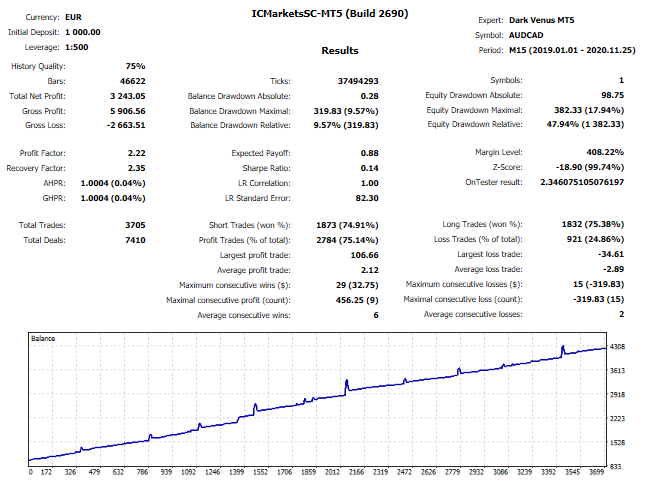 ICMarketsSC-MT5 (Build 2690)
Currency: EUR
Initial Deposit: 1 000.00
Leverage: 1:500
Expert: Dark Venus MT5
Symbol: AUDCAD
Period: M15 (2019.01.01 - 2020.11.25)
Results
History Quality: 75%
Bars: 46622 Ticks: 37494293 Symbols: 1
Total Net Profit: 3 243.05 Balance Drawdown Absolute: 0.28 Equity Drawdown Absolute: 98.75
Gross Profit: 5 906.56 Balance Drawdown Maximal: 319.83 (9.57%) Equity Drawdown Maximal: 382.33 (17.94%)
Gross Loss: -2 663.51 Balance Drawdown Relative: 9.57% (319.83) Equity Drawdown Relative: 47.94% (1 382.33)
Profit Factor: 2.22 Expected Payoff: 0.88 Margin Level: 408.22%
Recovery Factor: 2.35 Sharpe Ratio: 0.14 Z-Score: -18.90 (99.74%)
AHPR: 1.0004 (0.04%) LR Correlation: 1.00 OnTester result: 2.346075105076197
GHPR: 1.0004 (0.04%) LR Standard Error: 82.30
Total Trades: 3705 Short Trades (won %): 1873 (74.91%) Long Trades (won %): 1832 (75.38%)
Total Deals: 7410 Profit Trades (% of total): 2784 (75.14%) Loss Trades (% of total): 921 (24.86%)
Largest profit trade: 106.66 Largest loss trade: -34.61
Average profit trade: 2.12 Average loss trade: -2.89
Maximum consecutive wins ($): 29 (32.75) Maximum consecutive losses ($): 15 (-319.83)
Maximal consecutive profit (count): 456.25 (9) Maximal consecutive loss (count): -319.83 (15)
Average consecutive wins: 6 Average consecutive losses: 2
Balance
4308
3613
2918
2223
1528
833
0 172 326 479 632 786 939 1092 1246 1399 1552 1706 1859 2012 2166 2319 2472 2626 2779 2932 3086 3239 3392 3545 3699